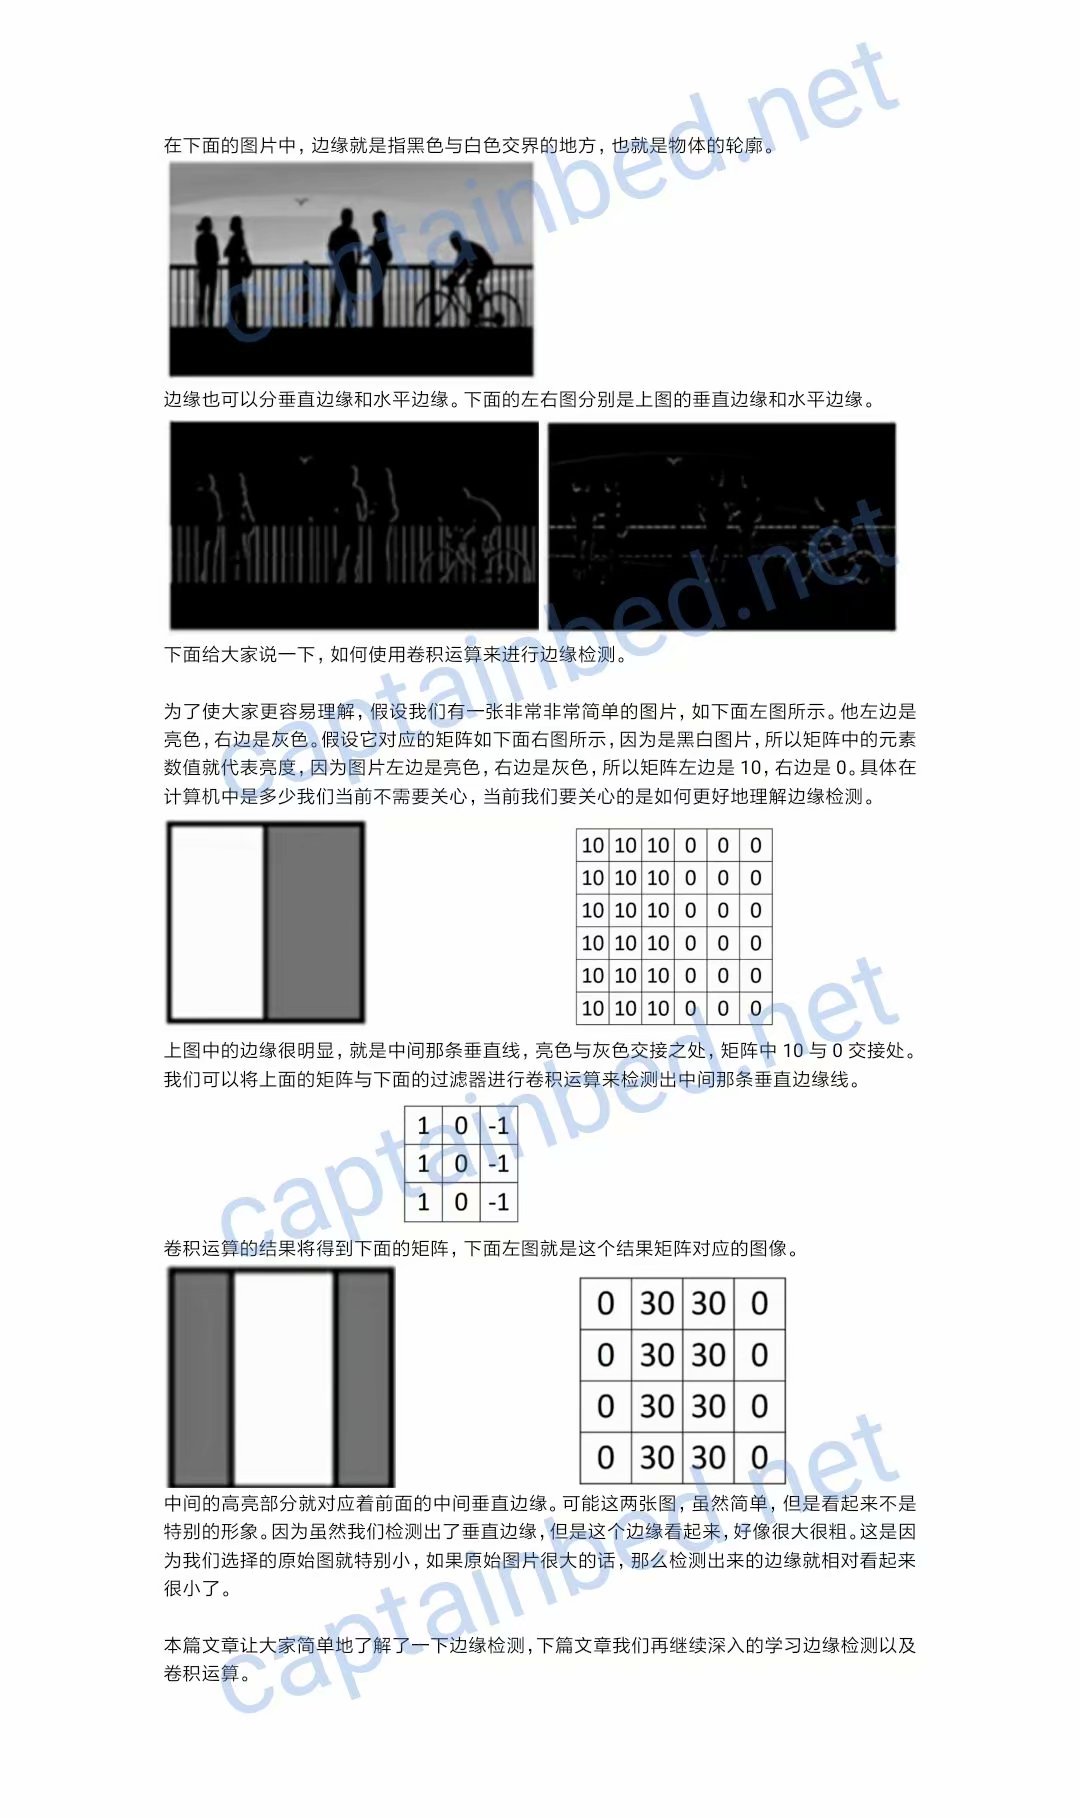 在下面的图片中，边缘就是指黑色与白色交界的地方，也就是物体的轮廓。
边缘也可以分垂直边缘和水平边缘。下面的左右图分别是上图的垂直边缘和水平边缘。
下面给大家说一下，如何使用卷积运算来进行边缘检测。
为了使大家更容易理解，假设我们有一张非常非常简单的图片，如下面左图所示。他左边是
亮色，右边是灰色。假设它对应的矩阵如下面右图所示，因为是黑白图片，所以矩阵中的元素
数值就代表亮度，因为图片左边是亮色，右边是灰色，所以矩阵左边是 10，右边是 0。具体在
计算机中是多少我们当前不需要关心，当前我们要关心的是如何更好地理解边缘检测。
10 10 10 0 0 0
10 10 10 0 0 0
10 10 10 0 0 0
10 10 10 0 0 0
10 10 10 0 0 0
10 10 10 0 0 0
上图中的边缘很明显，就是中间那条垂直线，亮色与灰色交接之处，矩阵中 10 与 0 交接处。
我们可以将上面的矩阵与下面的过滤器进行卷积运算来检测出中间那条垂直边缘线。
1 0 -1
1 0 -1
1 0 -1
卷积运算的结果将得到下面的矩阵，下面左图就是这个结果矩阵对应的图像。
0 30 30 0
0 30 30 0
0 30 30 0
0 30 30 0
中间的高亮部分就对应着前面的中间垂直边缘。可能这两张图，虽然简单，但是看起来不是
特别的形象。因为虽然我们检测出了垂直边缘，但是这个边缘看起来，好像很大很粗。这是因
为我们选择的原始图就特别小，如果原始图片很大的话，那么检测出来的边缘就相对看起来
很小了。
本篇文章让大家简单地了解了一下边缘检测，下篇文章我们再继续深入的学习边缘检测以及
卷积运算。
captainbed.net
captainbed.net
captainbed.net
captainbed.net